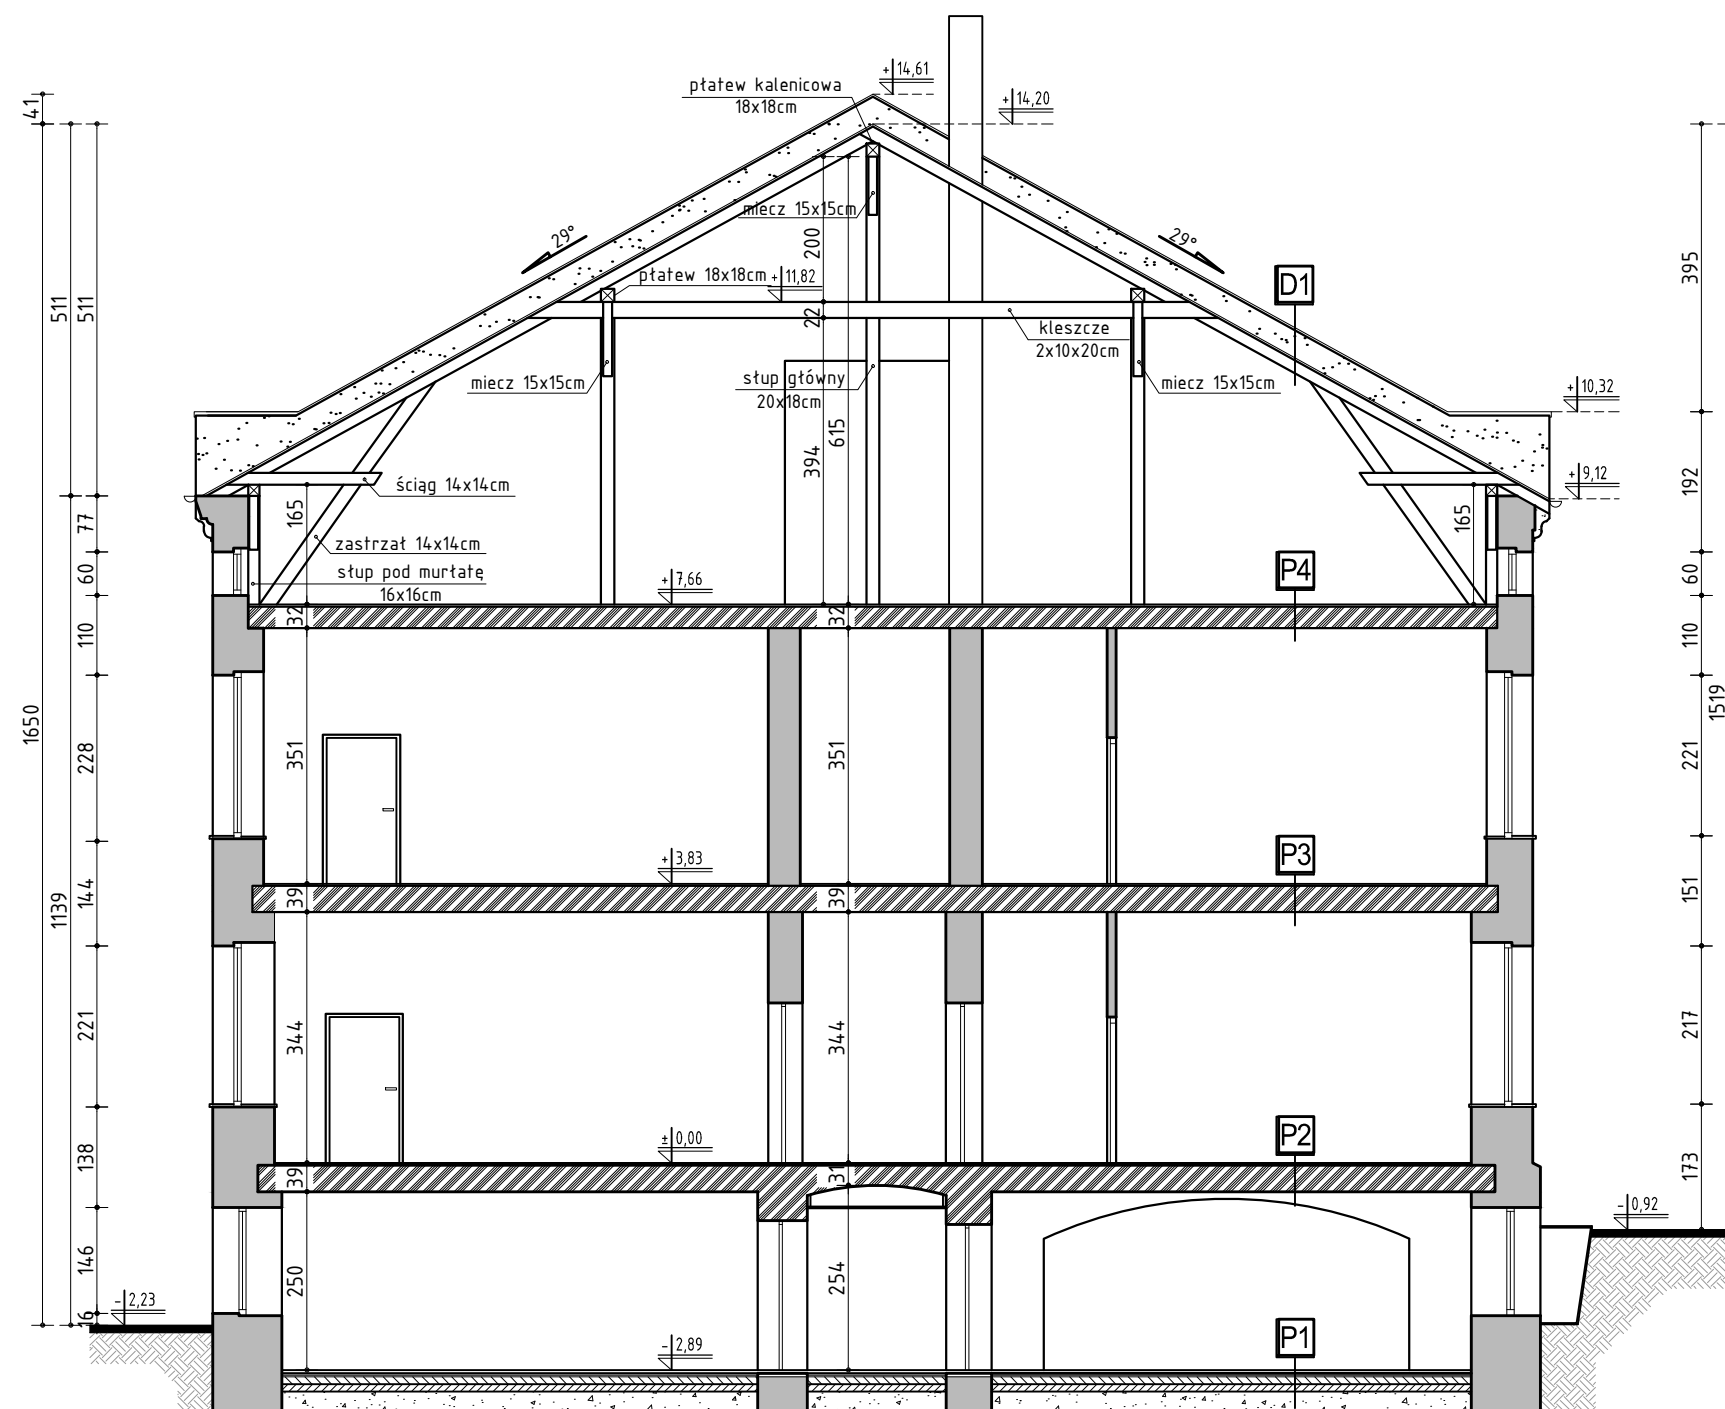 +14,61
+14,20
płatew kalenicowa
18x18cm
41
miecz 15x15cm
29°
29°
200
płatew 18x18cm
+11,82
D1
395
511
511
22
kleszcze
2x10x20cm
miecz 15x15cm
słup główny
20x18cm
miecz 15x15cm
+10,32
615
394
ściąg 14x14cm
+9,12
192
165
165
77
zastrzał 14x14cm
słup pod murłatę
16x16cm
60
+7,66
P4
60
32
32
110
110
1650
1519
228
351
351
221
+3,83
P3
1139
144
39
39
151
221
344
344
217
±0,00
P2
138
39
31
173
-0,92
146
250
254
16
-2,23
-2,89
P1